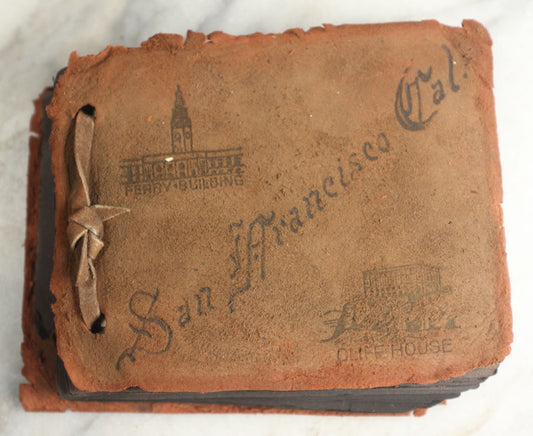 San Francisco Cal.
FERRY·BUILDING
CLIFF HOUSE